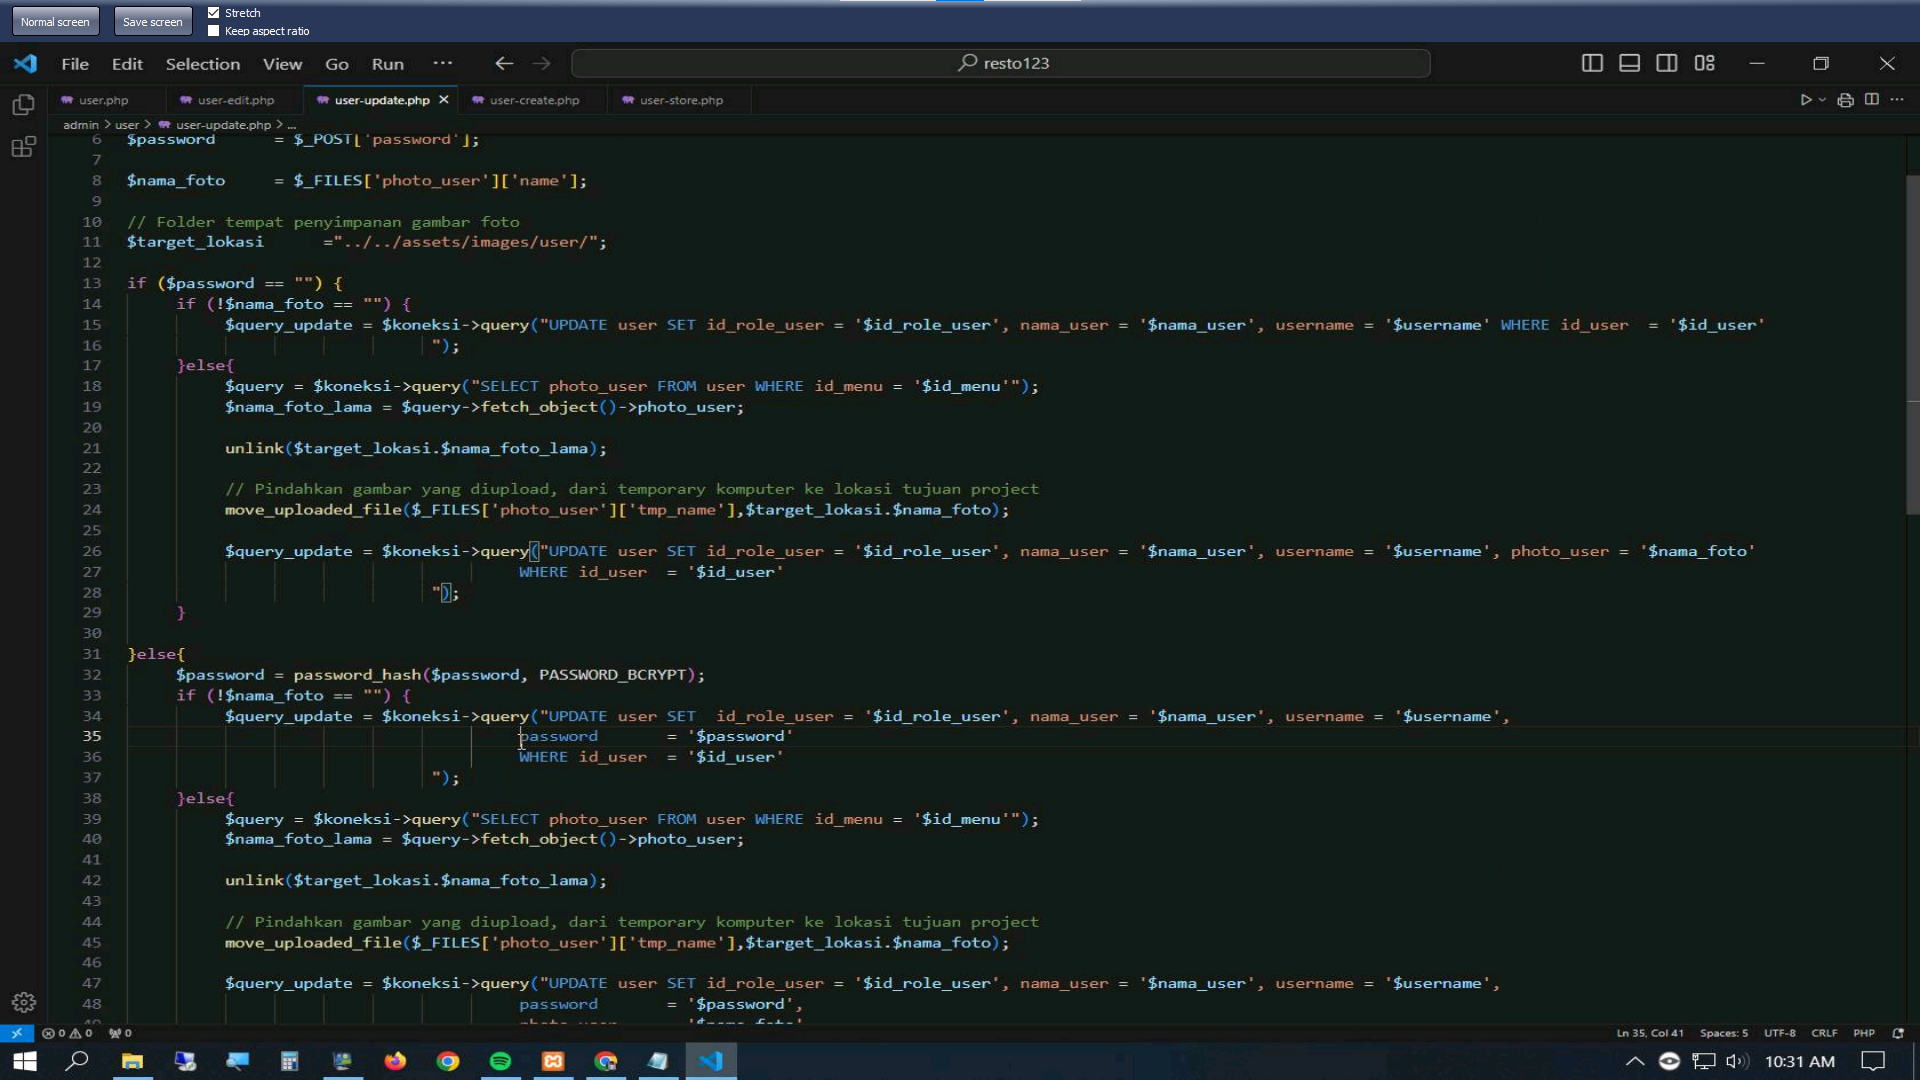 Normal screen
Save screen
Stretch
Keep aspect ratio
File Edit Selection View Go Run ··· resto123
user.php user-edit.php user-update.php user-create.php user-store.php
admin > user > user-update.php > ...
6 $password = $_POST['password'];
7
8 $nama_foto = $_FILES['photo_user']['name'];
9
10 // Folder tempat penyimpanan gambar foto
11 $target_lokasi ="../../assets/images/user/";
12
13 if ($password == "") {
14 if (!$nama_foto == "") {
15 $query_update = $koneksi->query("UPDATE user SET id_role_user = '$id_role_user', nama_user = '$nama_user', username = '$username' WHERE id_user = '$id_user'
16 ");
17 }else{
18 $query = $koneksi->query("SELECT photo_user FROM user WHERE id_menu = '$id_menu'");
19 $nama_foto_lama = $query->fetch_object()->photo_user;
20
21 unlink($target_lokasi.$nama_foto_lama);
22
23 // Pindahkan gambar yang diupload, dari temporary komputer ke lokasi tujuan project
24 move_uploaded_file($_FILES['photo_user']['tmp_name'],$target_lokasi.$nama_foto);
25
26 $query_update = $koneksi->query("UPDATE user SET id_role_user = '$id_role_user', nama_user = '$nama_user', username = '$username', photo_user = '$nama_foto'
27 WHERE id_user = '$id_user'
28 ");
29 }
30
31 }else{
32 $password = password_hash($password, PASSWORD_BCRYPT);
33 if (!$nama_foto == "") {
34 $query_update = $koneksi->query("UPDATE user SET id_role_user = '$id_role_user', nama_user = '$nama_user', username = '$username',
35 password = '$password'
36 WHERE id_user = '$id_user'
37 ");
38 }else{
39 $query = $koneksi->query("SELECT photo_user FROM user WHERE id_menu = '$id_menu'");
40 $nama_foto_lama = $query->fetch_object()->photo_user;
41
42 unlink($target_lokasi.$nama_foto_lama);
43
44 // Pindahkan gambar yang diupload, dari temporary komputer ke lokasi tujuan project
45 move_uploaded_file($_FILES['photo_user']['tmp_name'],$target_lokasi.$nama_foto);
46
47 $query_update = $koneksi->query("UPDATE user SET id_role_user = '$id_role_user', nama_user = '$nama_user', username = '$username',
48 password = '$password',
0 0 0 Ln 35, Col 41 Spaces: 5 UTF-8 CRLF PHP
10:31 AM